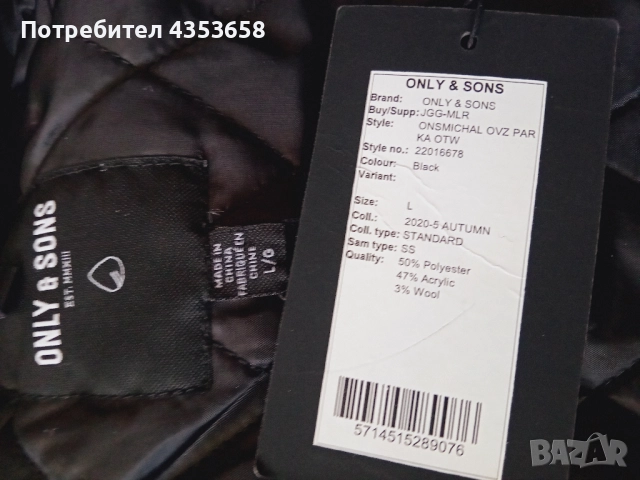 Потребител 4353658
ONLY & SONS
EST. MMXIII
MADE IN
CHINA
FABRIQUÉ EN
CHINE
L/G
ONLY & SONS
Brand: ONLY & SONS
Buy/Supp: JGG-MLR
Style: ONSMICHAL OVZ PAR
KA OTW
Style no.: 22016678
Colour: Black
Variant:
Size: L
Coll.: 2020-5 AUTUMN
Coll. type: STANDARD
Sam type: SS
Quality: 50% Polyester
47% Acrylic
3% Wool
5714515289076
BAZAR